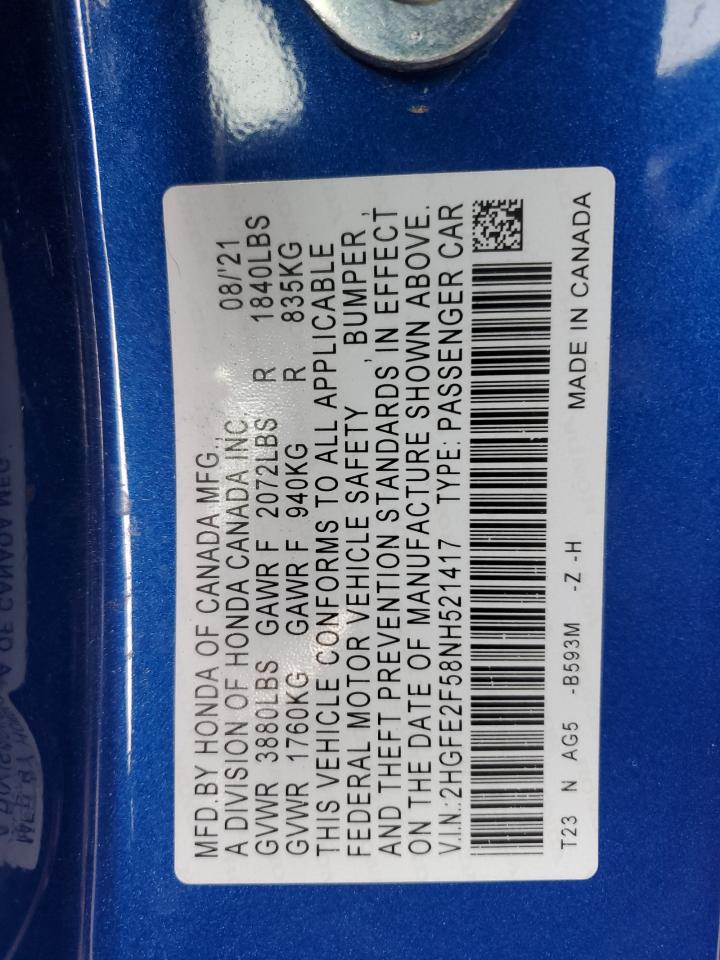 MFD.BY HONDA OF CANADA MFG., 08/'21
A DIVISION OF HONDA CANADA INC.
GVWR 3880LBS GAWR F 2072LBS R 1840LBS
GVWR 1760KG GAWR F 940KG R 835KG
THIS VEHICLE CONFORMS TO ALL APPLICABLE
FEDERAL MOTOR VEHICLE SAFETY , BUMPER ,
AND THEFT PREVENTION STANDARDS IN EFFECT
ON THE DATE OF MANUFACTURE SHOWN ABOVE.
V.I.N.:2HGFE2F58NH521417 TYPE: PASSENGER CAR
T23 N AG5 -B593M -Z -H MADE IN CANADA